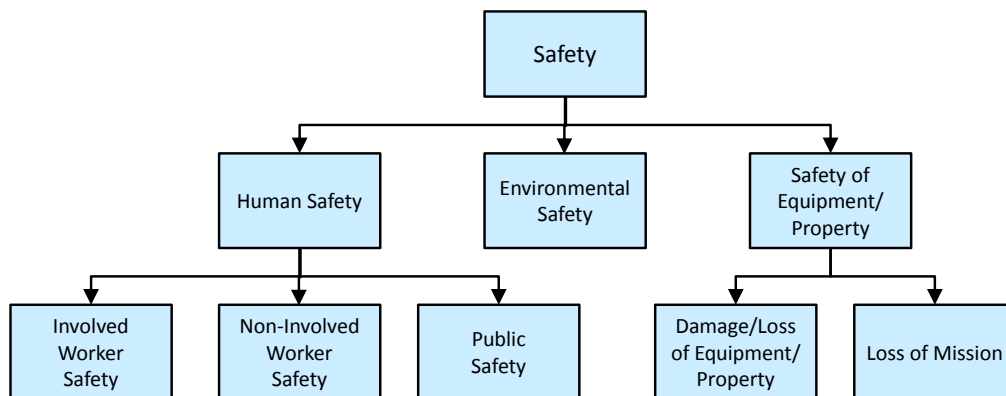 Safety
Human Safety
Environmental
Safety
Safety of
Equipment/
Property
Involved
Worker
Safety
Non-Involved
Worker
Safety
Public
Safety
Damage/Loss
of Equipment/
Property
Loss of Mission